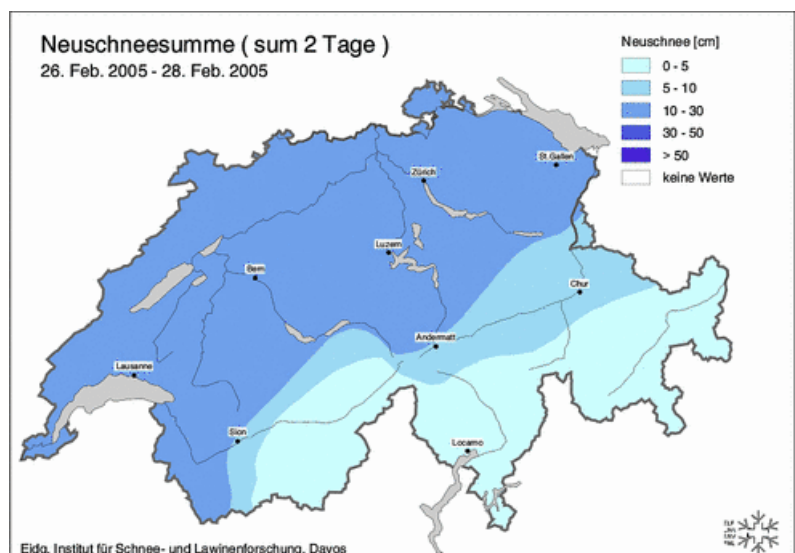 Neuschneesumme ( sum 2 Tage )
26. Feb. 2005 - 28. Feb. 2005
Neuschnee [cm]
0 - 5
5 - 10
10 - 30
30 - 50
> 50
keine Werte
St.Gallen
Zürich
Luzern
Bern
Chur
Andermatt
Lausanne
Sion
Locarno
Eidg. Institut für Schnee- und Lawinenforschung, Davos